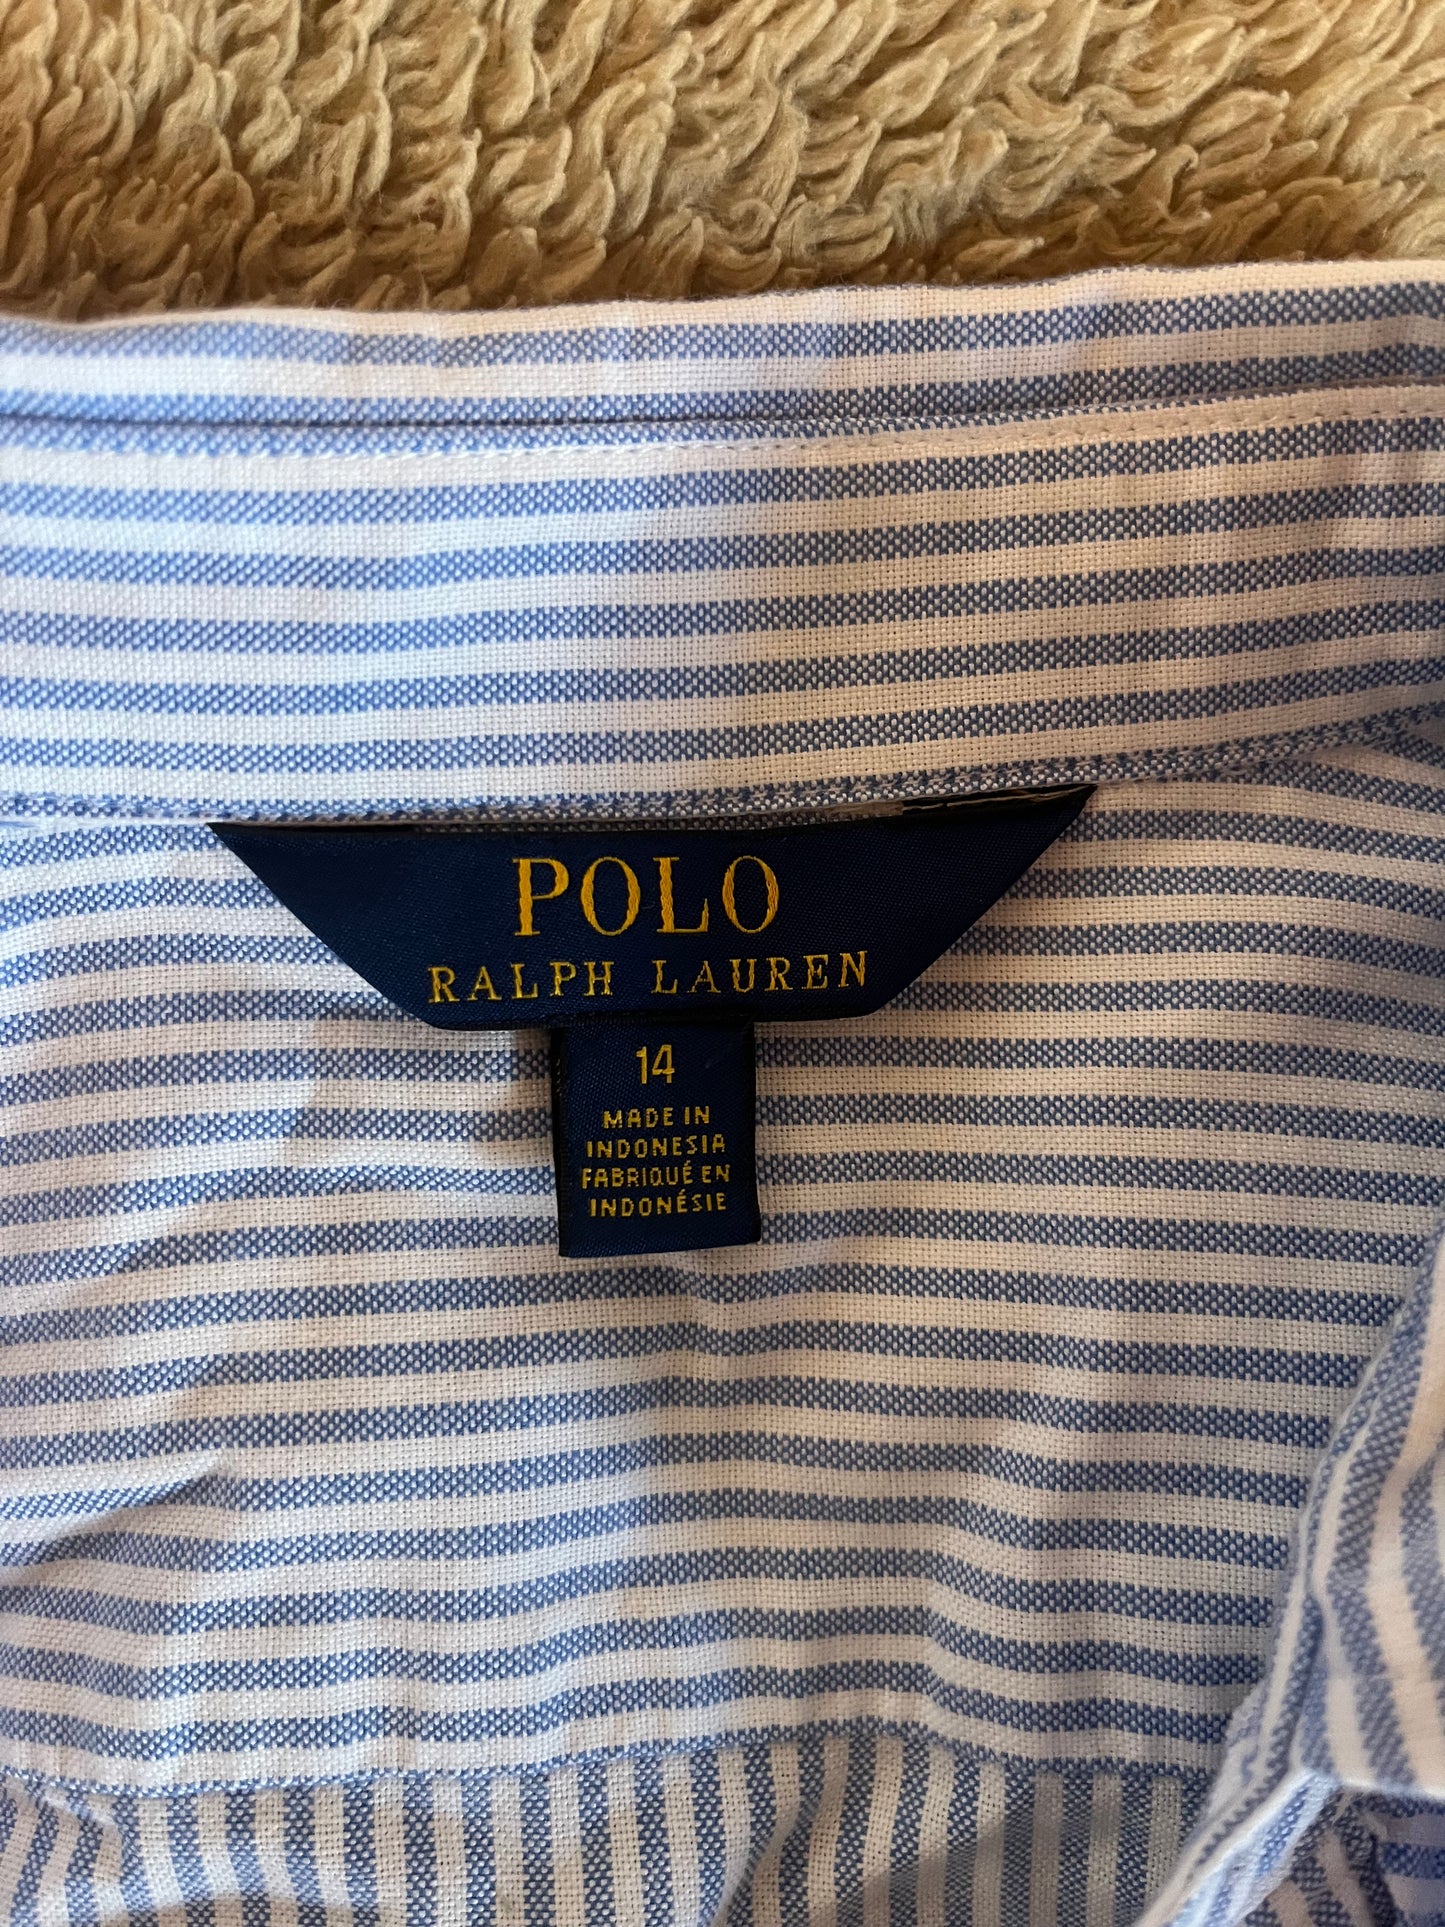 POLO
RALPH LAUREN
14
MADE IN
INDONESIA
FABRIQUÉ EN
INDONÉSIE